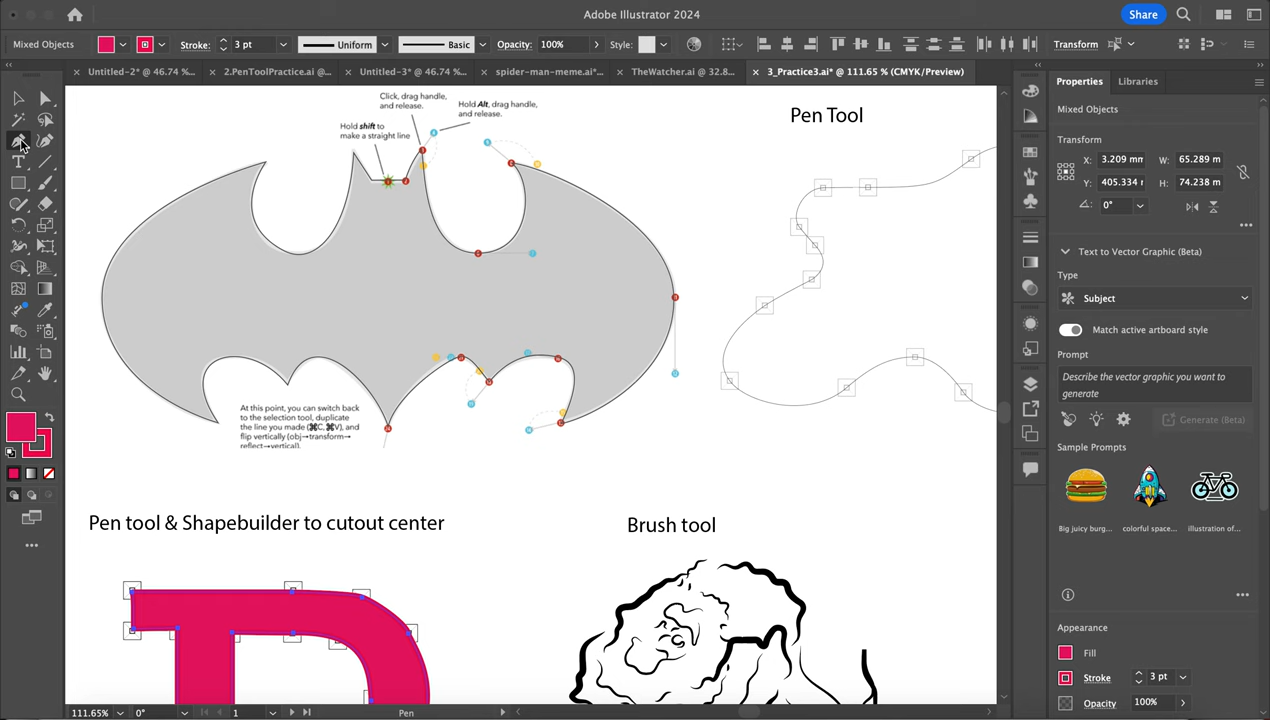 Adobe Illustrator 2024
Share
Mixed Objects
Stroke:
3 pt
Uniform
Basic
Opacity:
100%
Style:
Transform
Untitled-2* @ 46.74 %...
2.PenToolPractice.ai @...
Untitled-3* @ 46.74 %...
spider-man-meme.ai*...
TheWatcher.ai @ 32.8...
3_Practice3.ai* @ 111.65 % (CMYK/Preview)
Click, drag handle,
and release.
Hold Alt, drag handle,
and release.
Hold shift to
make a straight line
At this point, you can switch back
to the selection tool, duplicate
the line you made (⌘C, ⌘V), and
flip vertically (obj→transform→
reflect→vertical).
Pen Tool
Pen tool & Shapebuilder to cutout center
Brush tool
Properties
Libraries
Mixed Objects
Transform
X:
3.209 mm
W:
65.289 m
Y:
405.334
H:
74.238 m
0°
Text to Vector Graphic (Beta)
Type
Subject
Match active artboard style
Prompt
Describe the vector graphic you want to
generate
Generate (Beta)
Sample Prompts
Big juicy burg...
colorful space...
illustration of...
Appearance
Fill
Stroke
3 pt
Opacity
100%
111.65%
0°
1
Pen